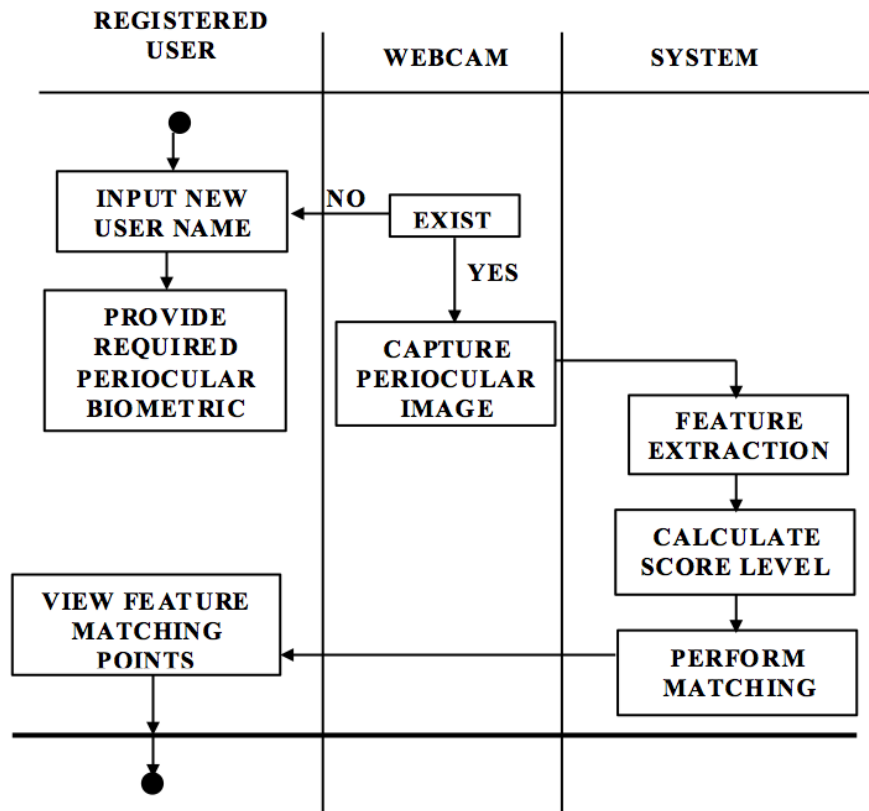 REGISTERED
USER
WEBCAM
SYSTEM
INPUT NEW
USER NAME
NO
EXIST
YES
PROVIDE
REQUIRED
PERIOCULAR
BIOMETRIC
CAPTURE
PERIOCULAR
IMAGE
FEATURE
EXTRACTION
CALCULATE
SCORE LEVEL
VIEW FEATURE
MATCHING
POINTS
PERFORM
MATCHING